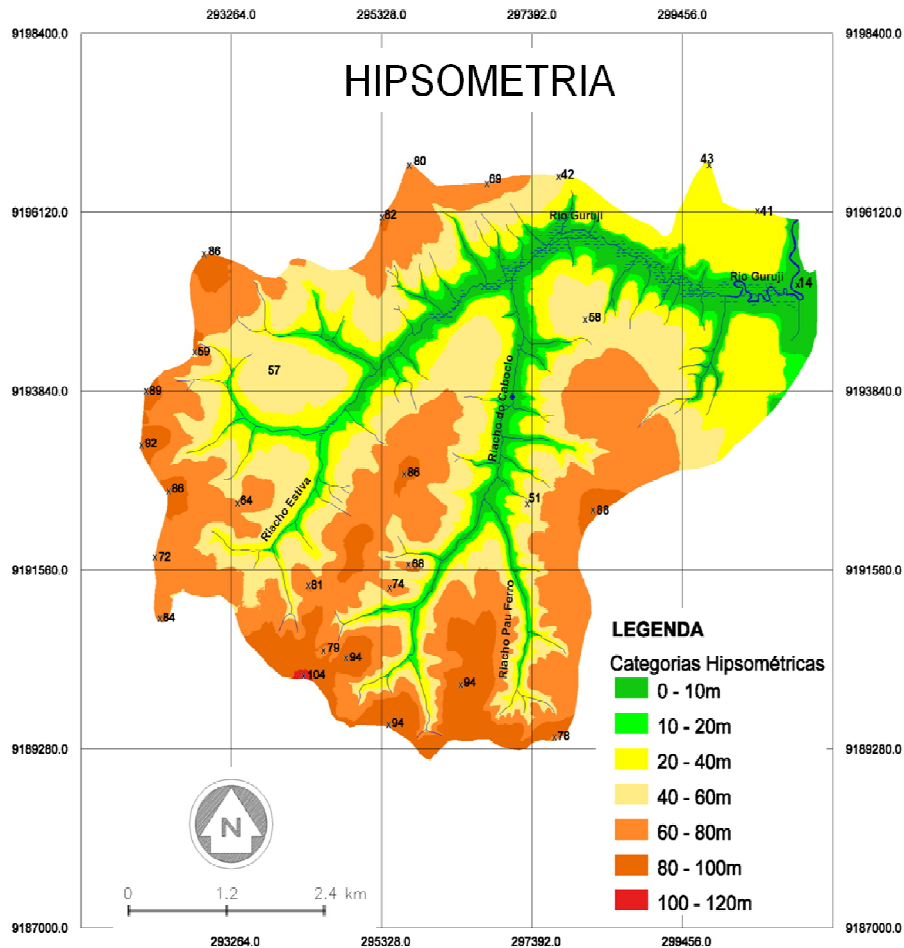 293264.0 295328.0 297392.0 299456.0
9198400.0 9198400.0
HIPSOMETRIA
80
43
69
42
9196120.0 82 Rio Guruji 41 9196120.0
86
Rio Guruji
14
58
59
57
9193840.0 89 9193840.0
Riacho do Caboclo
92
86
86
64
51
88
Riacho Estiva
72
68
9191560.0 9191560.0
81
74
Riacho Pau Ferro
84
79
94
104
94
94
78
9189280.0 9189280.0
LEGENDA
Categorias Hipsométricas
0 - 10m
10 - 20m
20 - 40m
40 - 60m
60 - 80m
80 - 100m
100 - 120m
N
0 1.2 2.4 km
9187000.0 9187000.0
293264.0 295328.0 297392.0 299456.0